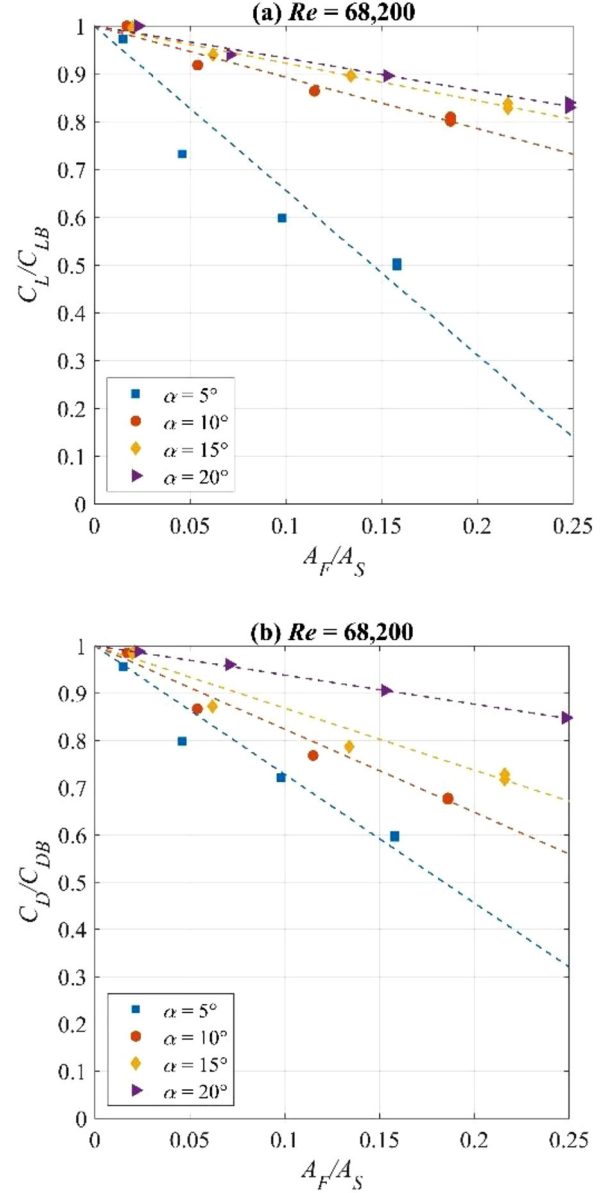 (a) Re = 68,200
1
0.9
0.8
0.7
0.6
0.5
0.4
0.3
0.2
0.1
0
C_L/C_LB
α = 5°
α = 10°
α = 15°
α = 20°
0 0.05 0.1 0.15 0.2 0.25
A_F/A_S
(b) Re = 68,200
1
0.9
0.8
0.7
0.6
0.5
0.4
0.3
0.2
0.1
0
C_D/C_DB
α = 5°
α = 10°
α = 15°
α = 20°
0 0.05 0.1 0.15 0.2 0.25
A_F/A_S